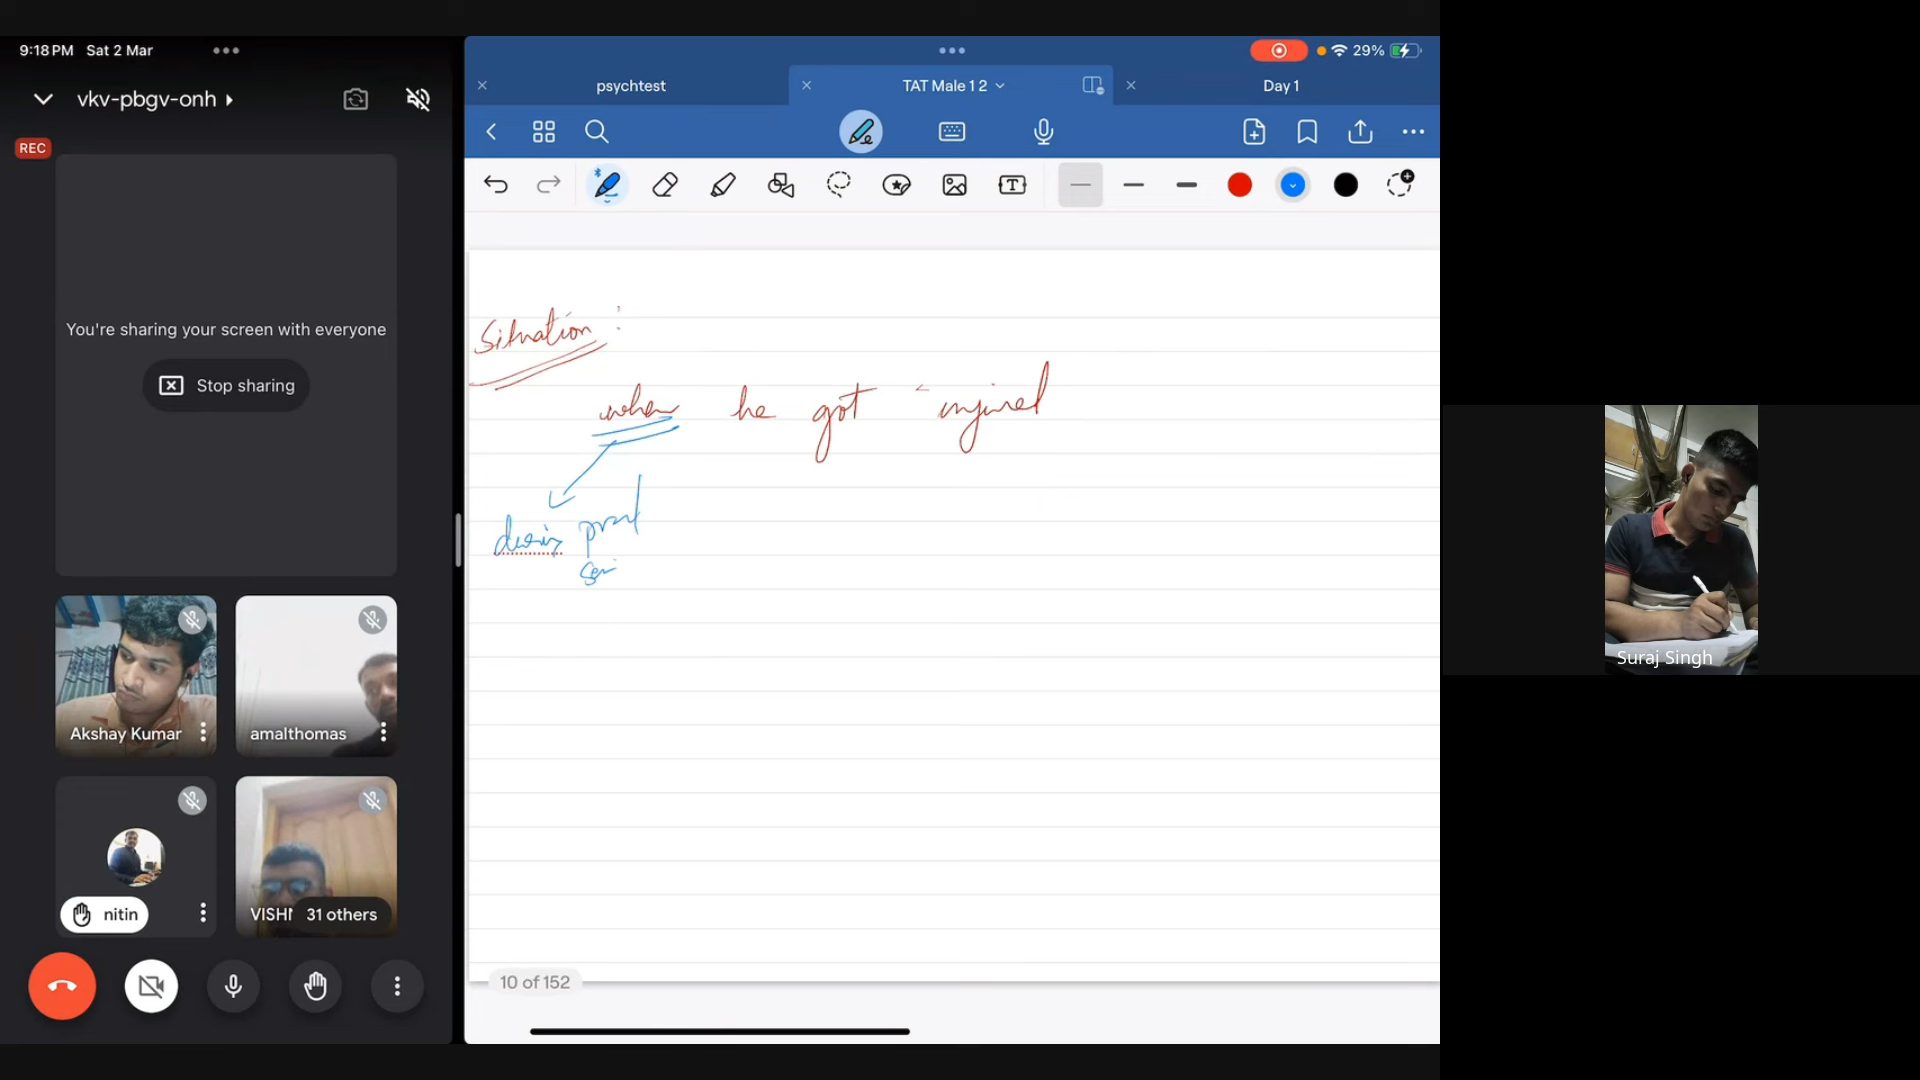 9:18 PM Sat 2 Mar
29%
vkv-pbgv-onh
REC
psychtest
TAT Male 1 2
Day 1
You're sharing your screen with everyone
Stop sharing
Situation :
when he got injured
during
Akshay Kumar
amalthomas
nitin
VISHN
31 others
10 of 152
Suraj Singh